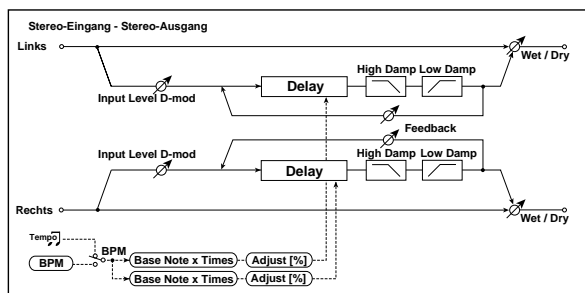 Stereo-Eingang - Stereo-Ausgang
Links
Wet / Dry
High Damp Low Damp
Delay
Input Level D-mod
Feedback
Input Level D-mod
High Damp Low Damp
Delay
Rechts
Wet / Dry
Tempo
BPM
BPM
Base Note x Times
Adjust [%]
Base Note x Times
Adjust [%]